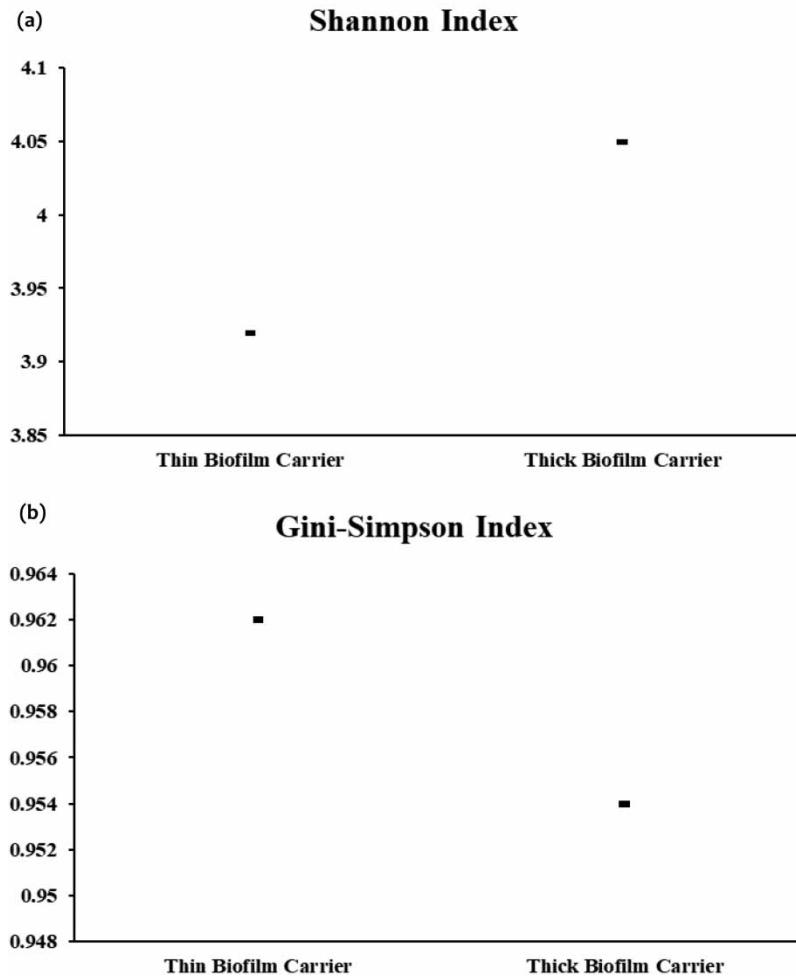 (a)
Shannon Index
4.1
4.05
4
3.95
3.9
3.85
Thin Biofilm Carrier Thick Biofilm Carrier
(b)
Gini-Simpson Index
0.964
0.962
0.96
0.958
0.956
0.954
0.952
0.95
0.948
Thin Biofilm Carrier Thick Biofilm Carrier